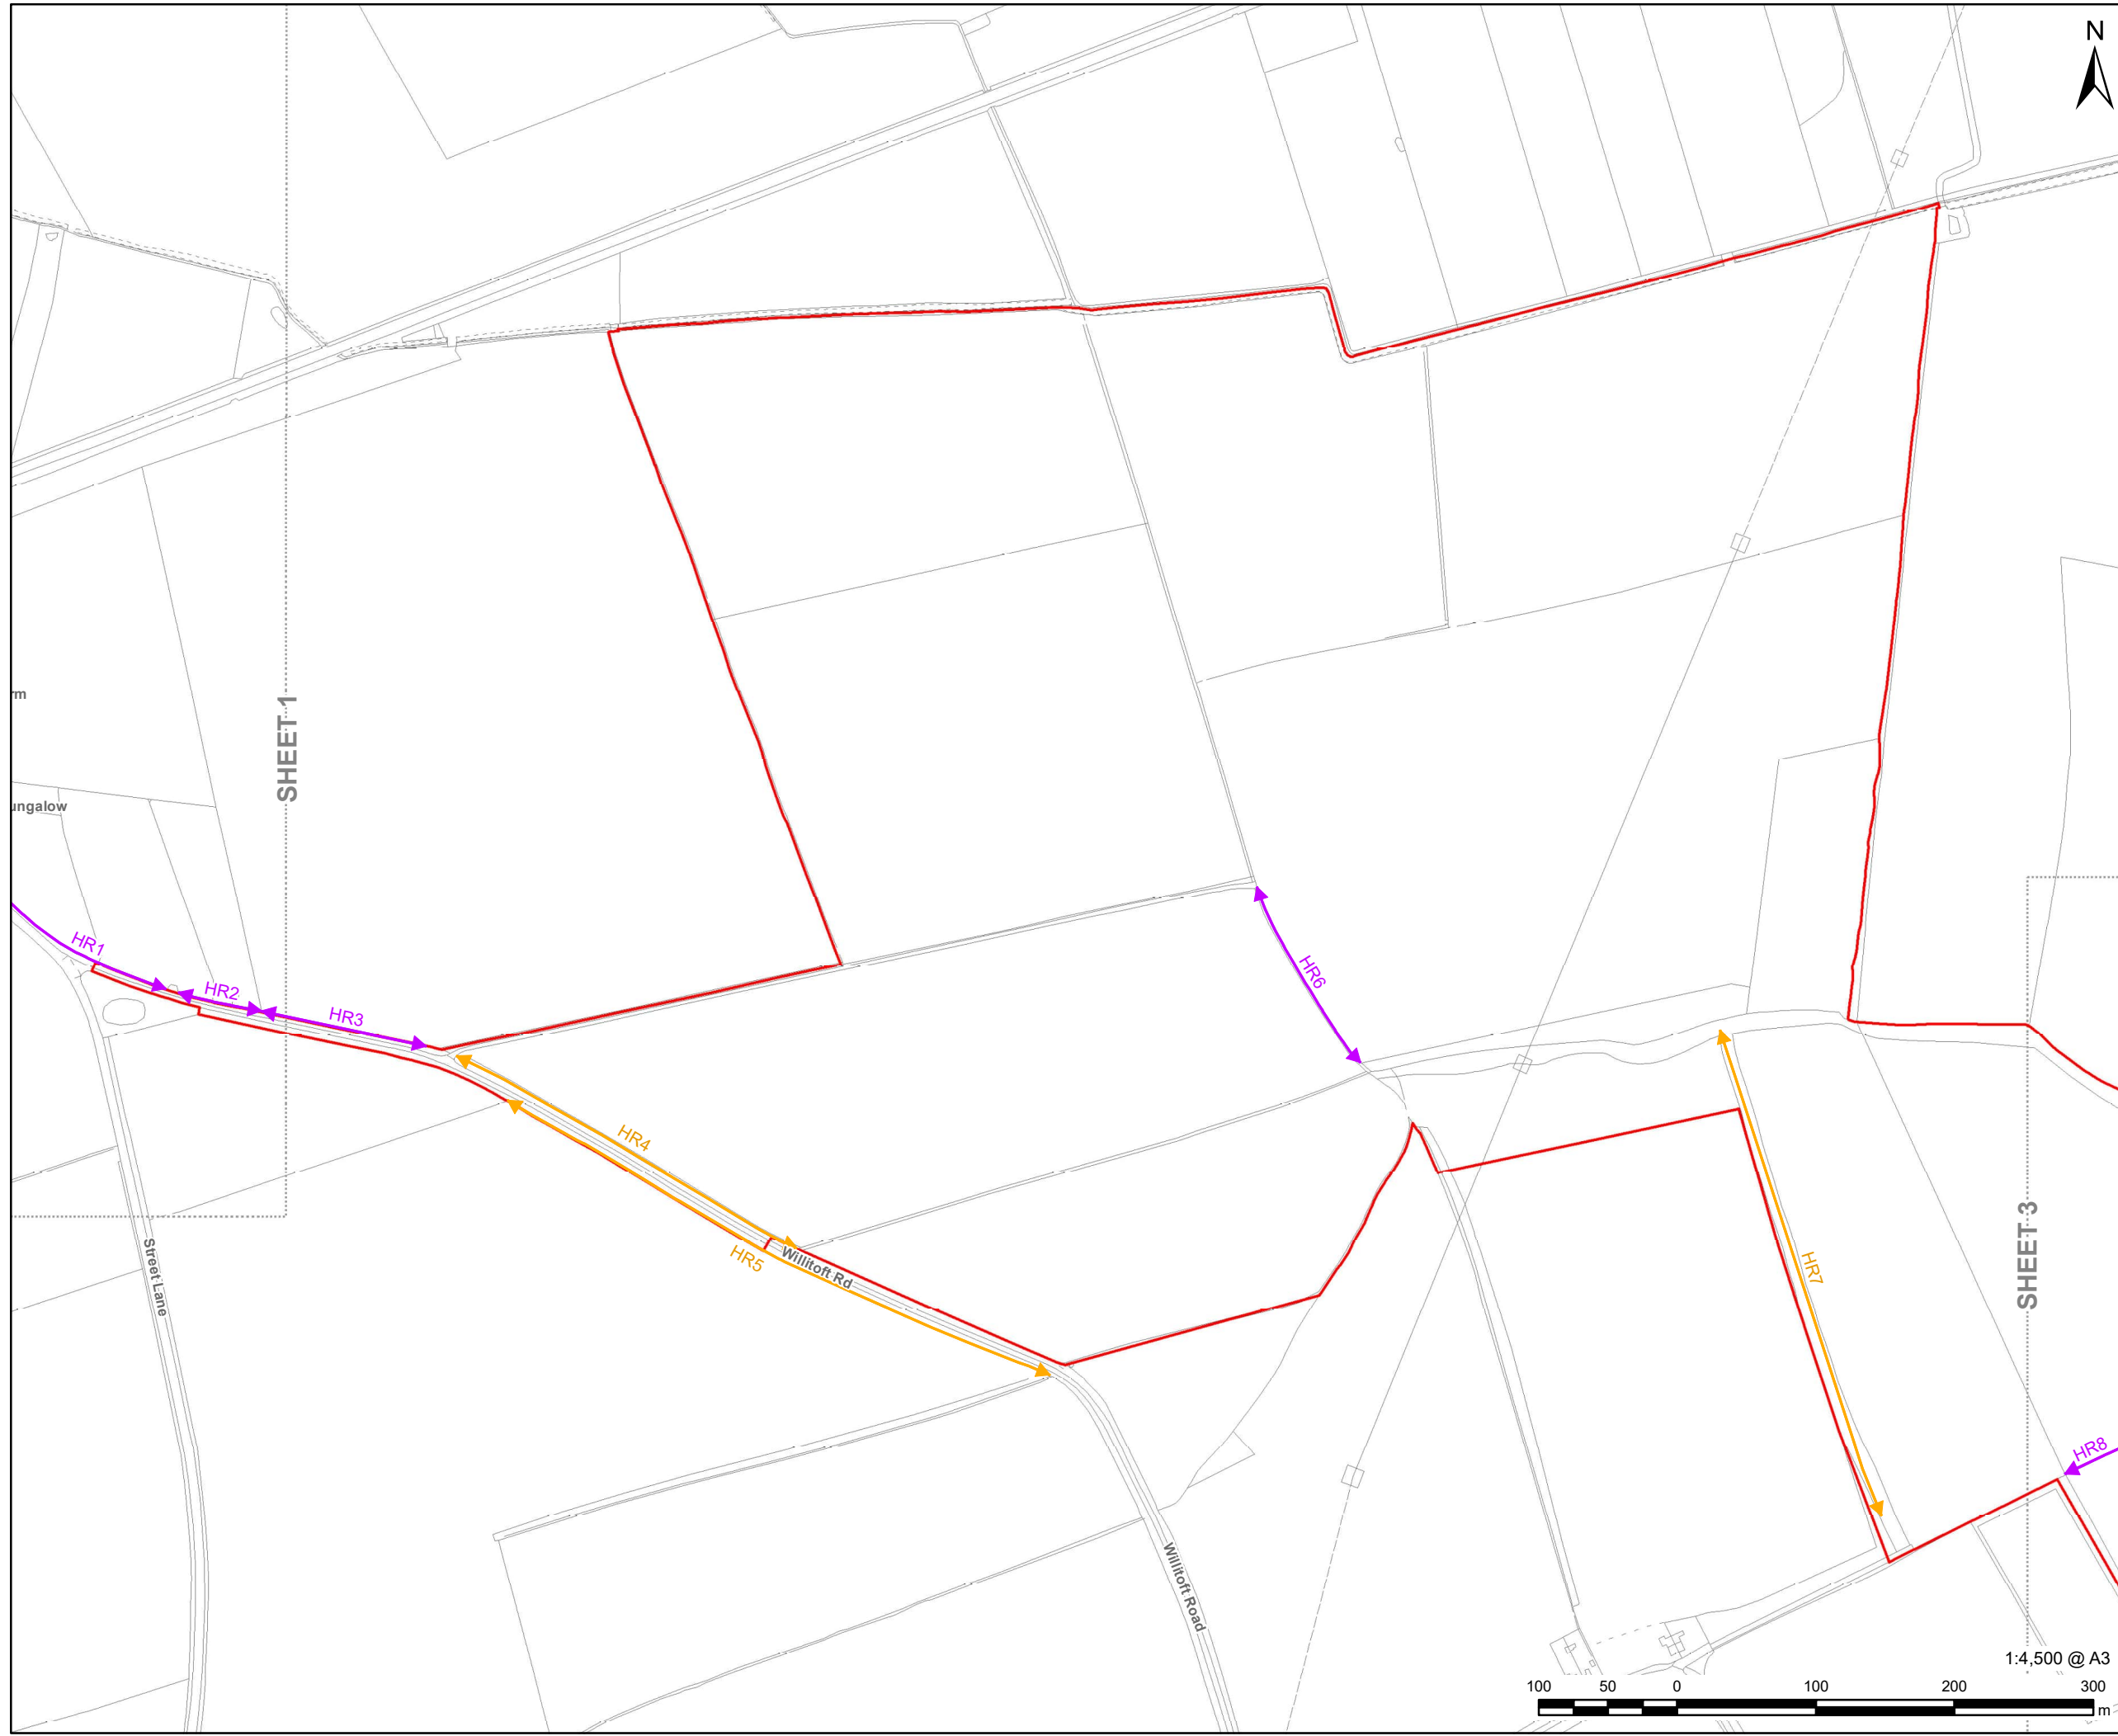 N
SHEET 1
rm
ungalow
HR1
HR2
HR3
HR6
HR4
HR5
Willitoft Rd
Street Lane
HR7
SHEET 3
HR8
Willitoft Road
1:4,500 @ A3
100 50 0 100 200 300
m